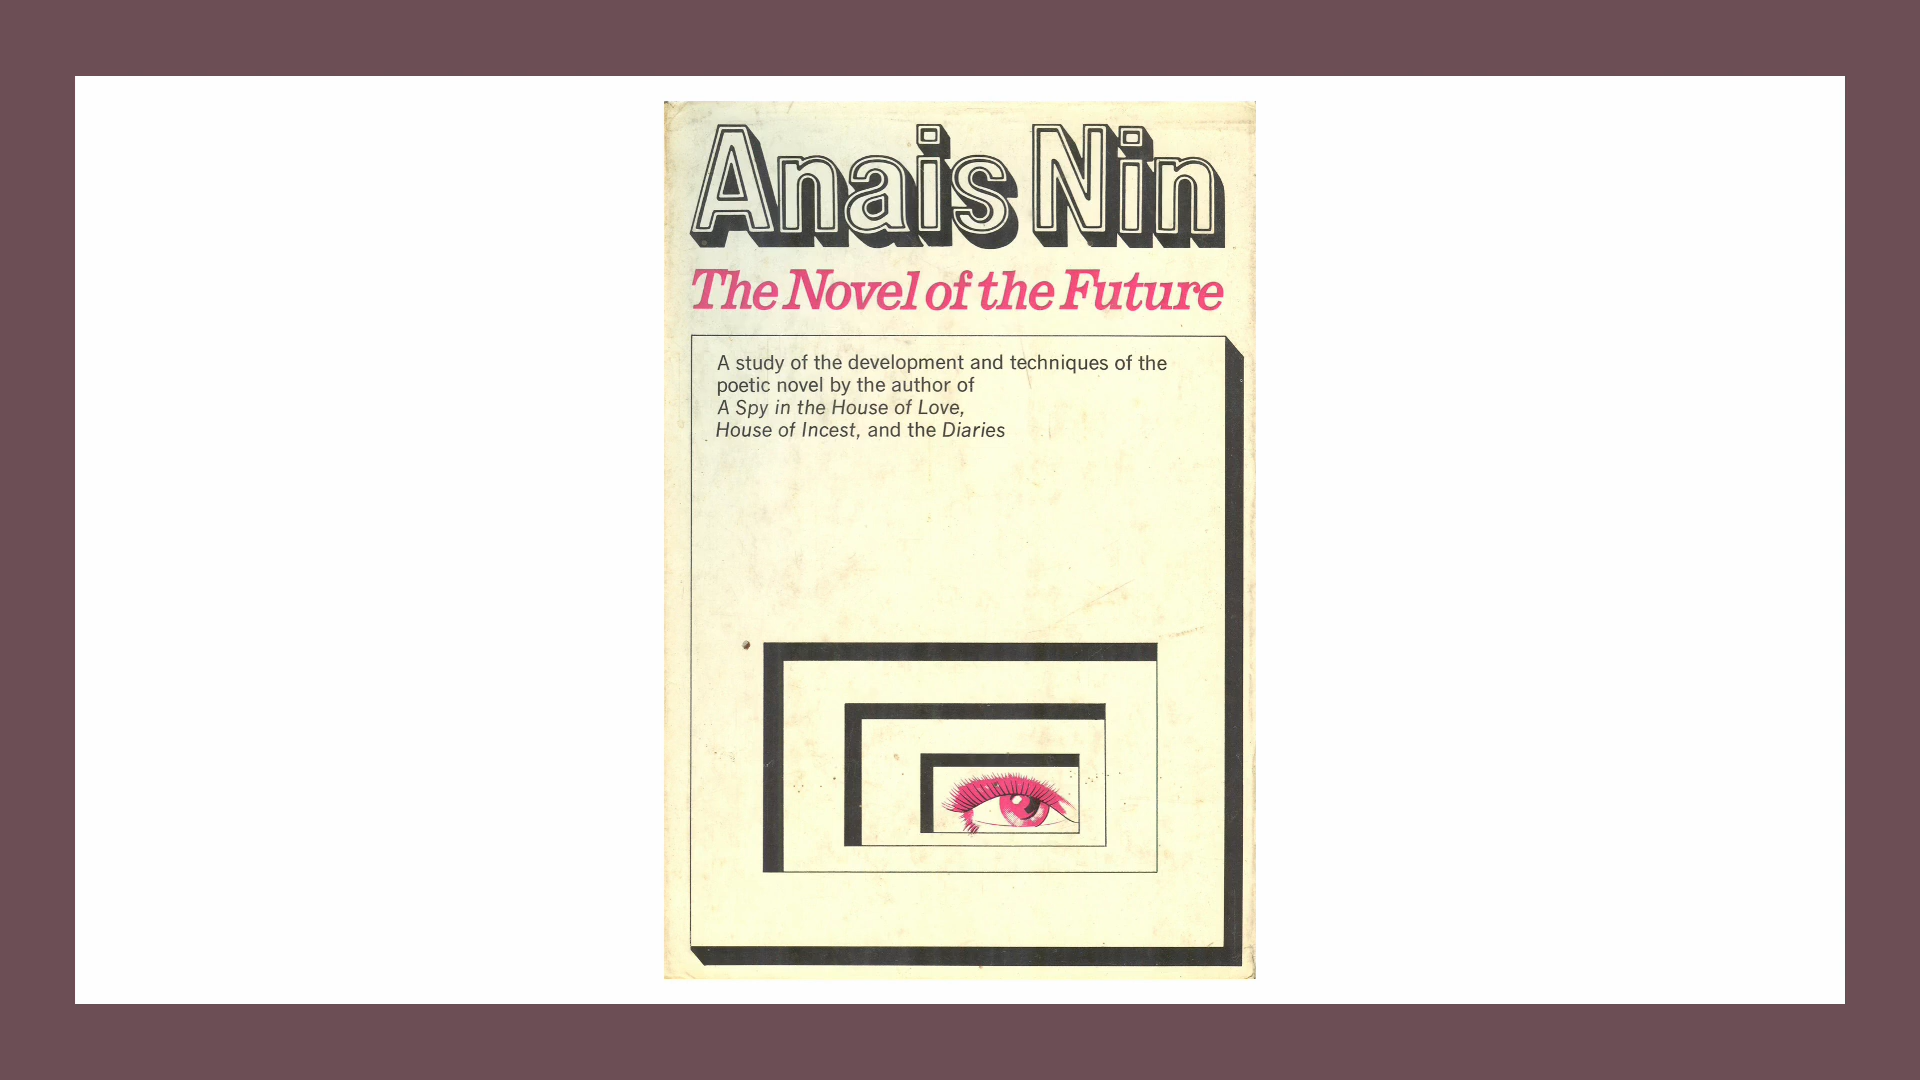 Anais Nin
The Novel of the Future
A study of the development and techniques of the
poetic novel by the author of
A Spy in the House of Love,
House of Incest, and the Diaries